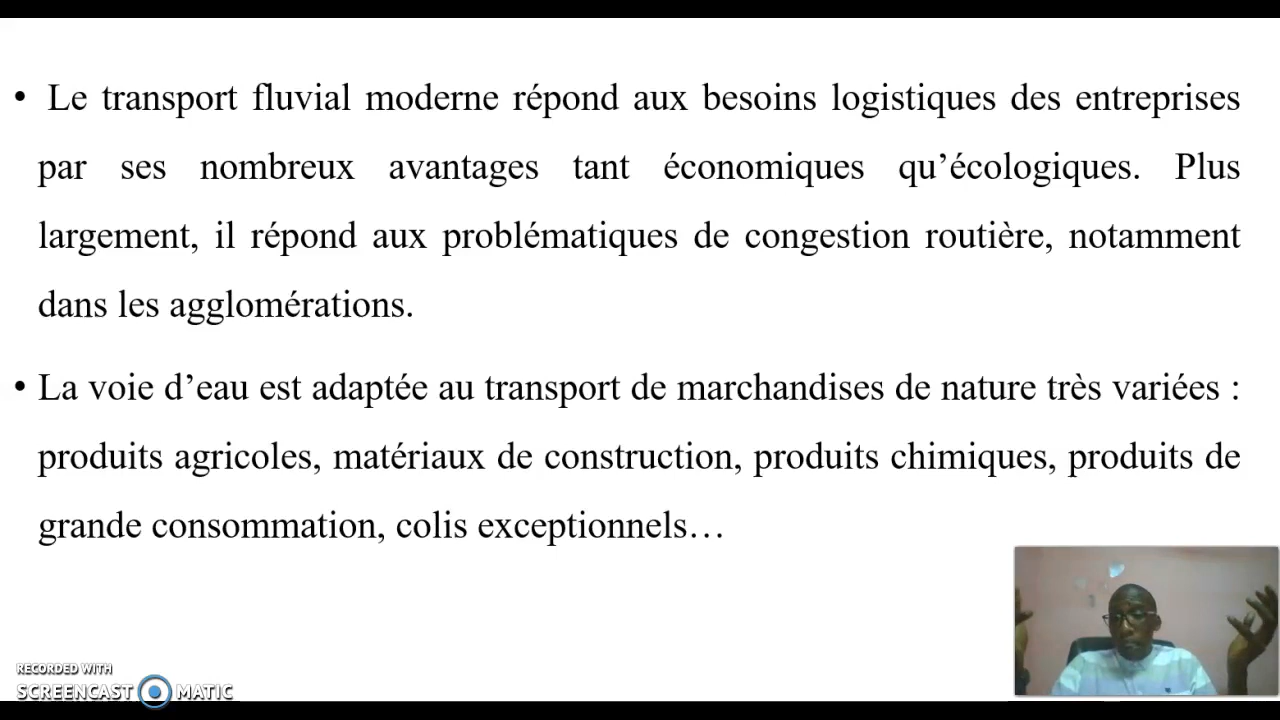 • Le transport fluvial moderne répond aux besoins logistiques des entreprises
par ses nombreux avantages tant économiques qu’écologiques. Plus
largement, il répond aux problématiques de congestion routière, notamment
dans les agglomérations.
• La voie d’eau est adaptée au transport de marchandises de nature très variées :
produits agricoles, matériaux de construction, produits chimiques, produits de
grande consommation, colis exceptionnels…
RECORDED WITH
SCREENCAST MATIC